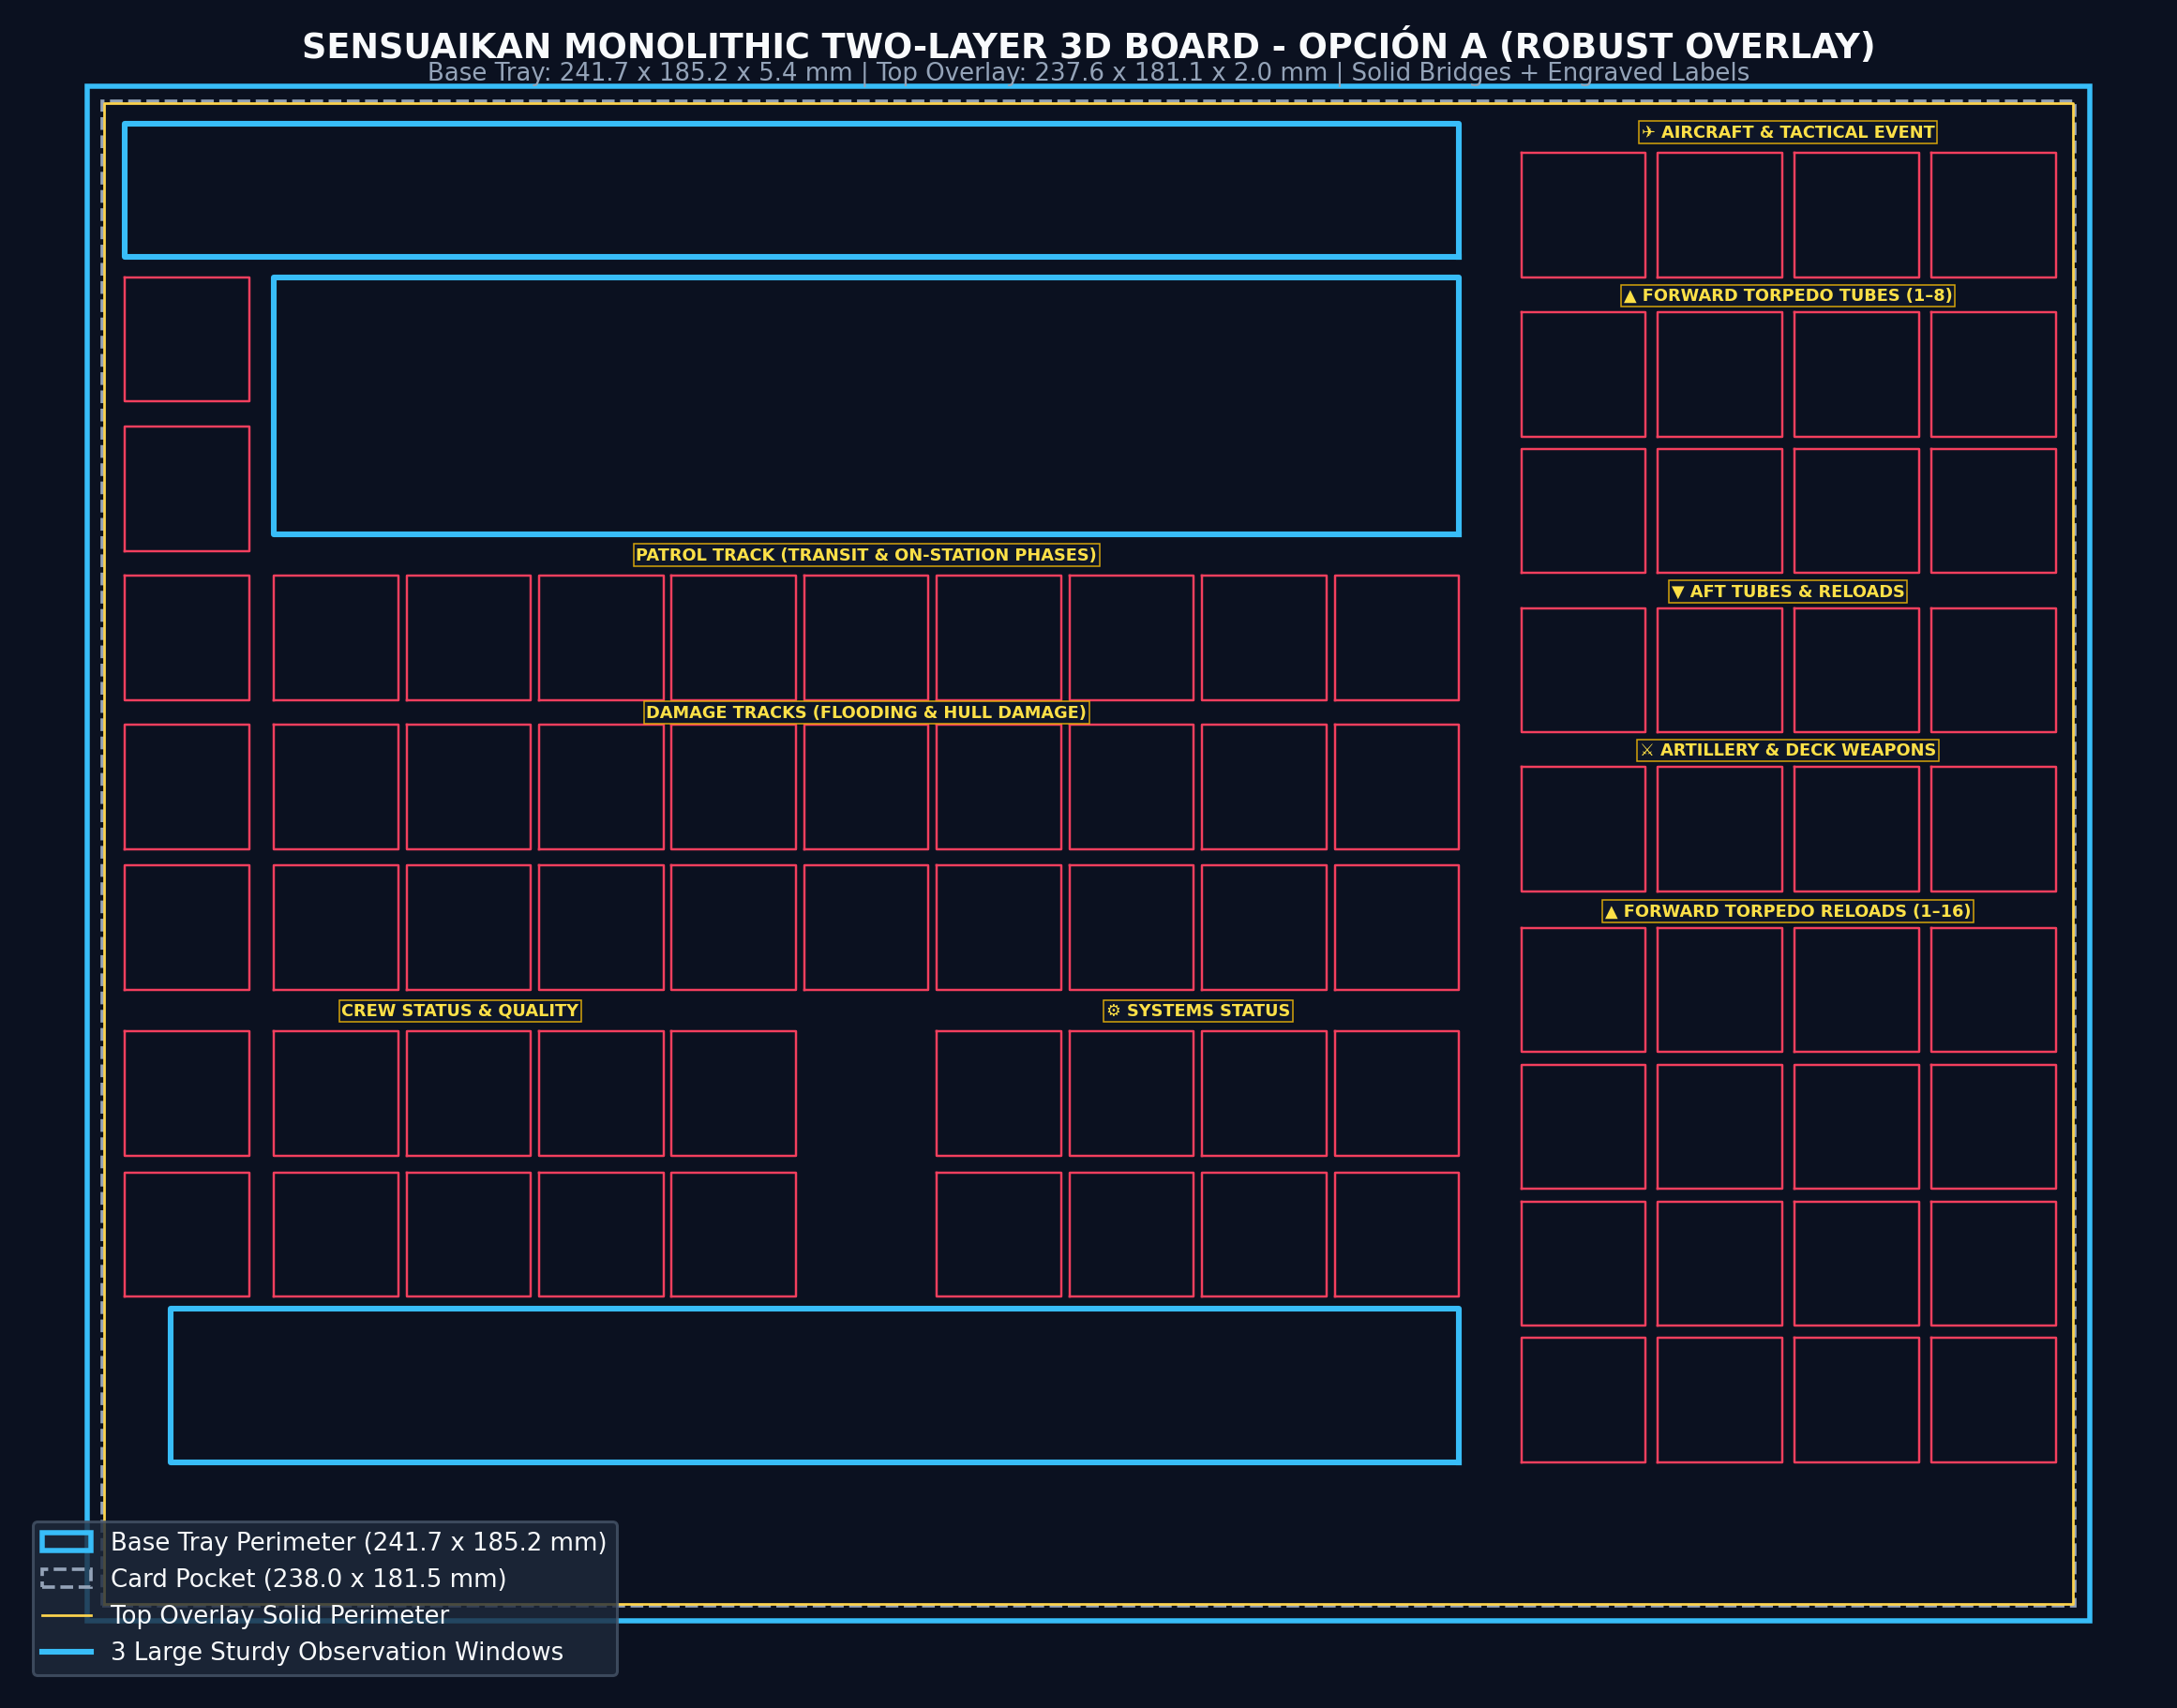 SENSUAIKAN MONOLITHIC TWO-LAYER 3D BOARD - OPCIÓN A (ROBUST OVERLAY)
Base Tray: 241.7 x 185.2 x 5.4 mm | Top Overlay: 237.6 x 181.1 x 2.0 mm | Solid Bridges + Engraved Labels
✈ AIRCRAFT & TACTICAL EVENT
▲ FORWARD TORPEDO TUBES (1–8)
PATROL TRACK (TRANSIT & ON-STATION PHASES)
▼ AFT TUBES & RELOADS
DAMAGE TRACKS (FLOODING & HULL DAMAGE)
⚔ ARTILLERY & DECK WEAPONS
▲ FORWARD TORPEDO RELOADS (1–16)
CREW STATUS & QUALITY
⚙ SYSTEMS STATUS
Base Tray Perimeter (241.7 x 185.2 mm)
Card Pocket (238.0 x 181.5 mm)
Top Overlay Solid Perimeter
3 Large Sturdy Observation Windows